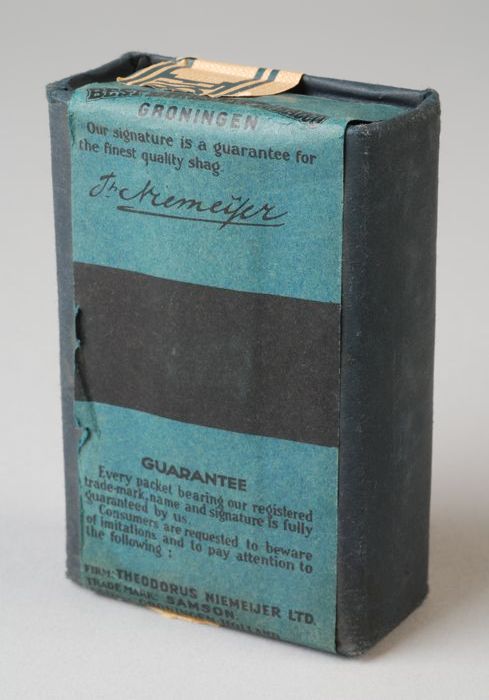 GRONINGEN
Our signature is a guarantee for
the finest quality shag.
Th Niemeijer
GUARANTEE
Every packet bearing our registered
trade-mark, name and signature is fully
guaranteed by us.
Consumers are requested to beware
of imitations and to pay attention to
the following :
FIRM: THEODORUS NIEMEIJER LTD.
TRADE MARK: SAMSON.
GRONINGEN HOLLAND